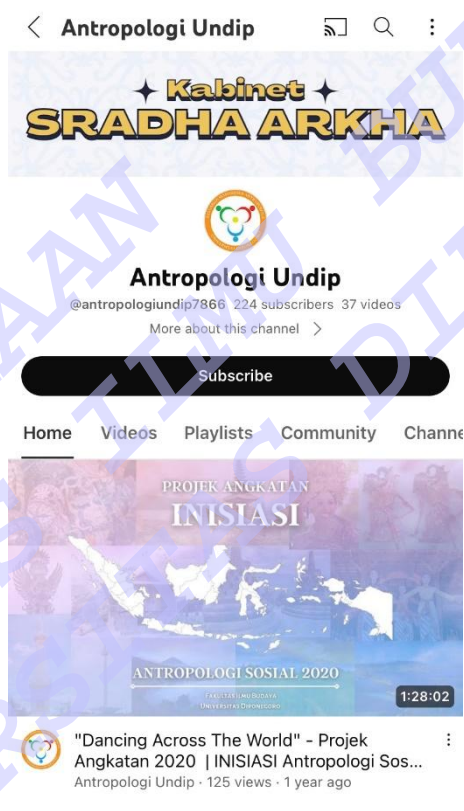 Antropologi Undip
Kabinet
SRADHA ARKHA
Antropologi Undip
@antropologiundip7866 224 subscribers 37 videos
More about this channel
Subscribe
Home Videos Playlists Community Channe
PROJEK ANGKATAN
INISIASI
ANTROPOLOGI SOSIAL 2020
FAKULTAS ILMU BUDAYA
UNIVERSITAS DIPONEGORO
1:28:02
"Dancing Across The World" - Projek
Angkatan 2020 | INISIASI Antropologi Sos...
Antropologi Undip · 125 views · 1 year ago